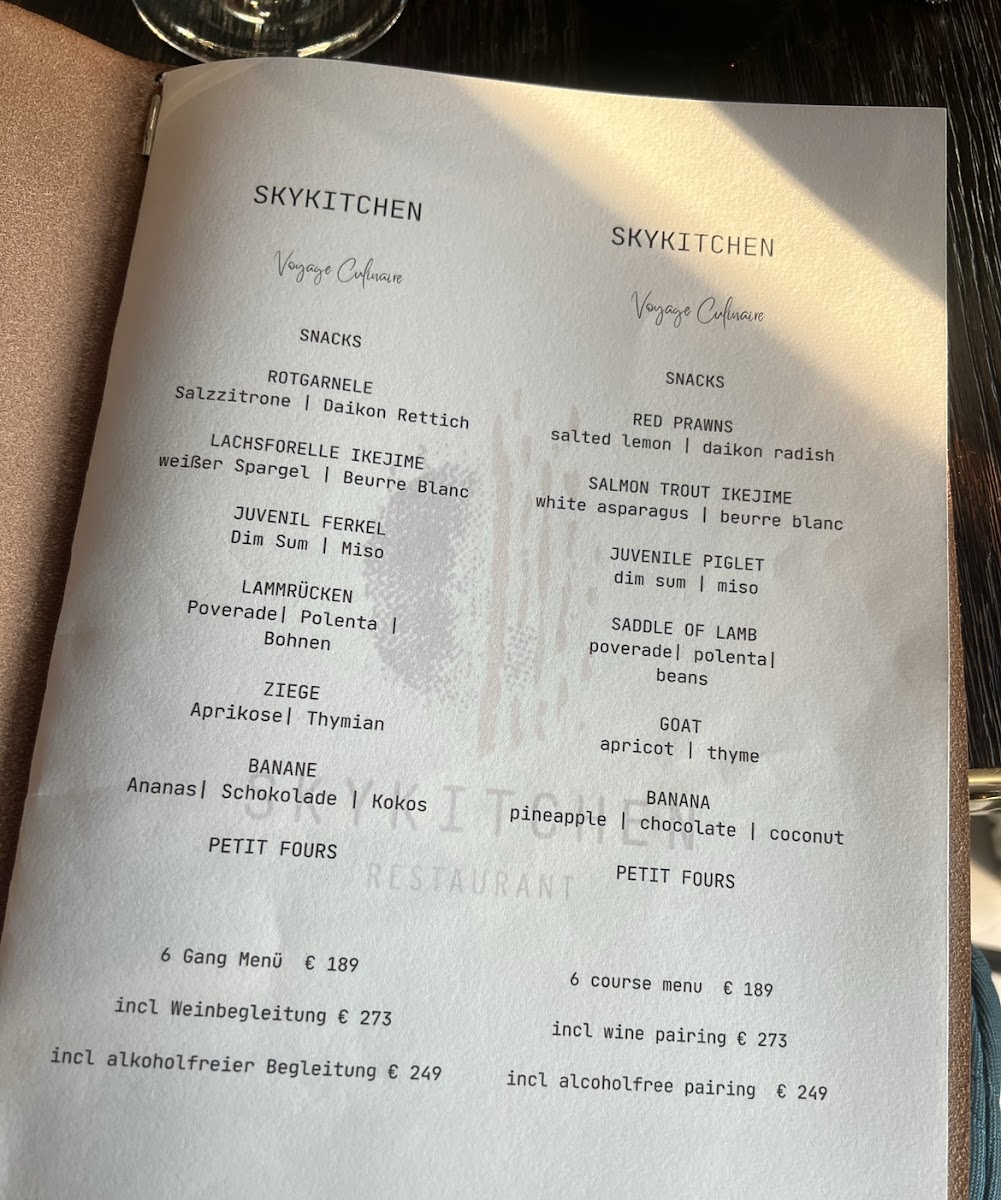 SKYKITCHEN
Voyage Culinaire
SNACKS
ROTGARNELE
Salzzitrone | Daikon Rettich
LACHSFORELLE IKEJIME
weißer Spargel | Beurre Blanc
JUVENIL FERKEL
Dim Sum | Miso
LAMMRÜCKEN
Poverade| Polenta |
Bohnen
ZIEGE
Aprikose| Thymian
BANANE
Ananas| Schokolade | Kokos
PETIT FOURS
6 Gang Menü € 189
incl Weinbegleitung € 273
incl alkoholfreier Begleitung € 249
SKYKITCHEN
Voyage Culinaire
SNACKS
RED PRAWNS
salted lemon | daikon radish
SALMON TROUT IKEJIME
white asparagus | beurre blanc
JUVENILE PIGLET
dim sum | miso
SADDLE OF LAMB
poverade| polenta|
beans
GOAT
apricot | thyme
BANANA
pineapple | chocolate | coconut
PETIT FOURS
6 course menu € 189
incl wine pairing € 273
incl alcoholfree pairing € 249
SKYKITCHEN
RESTAURANT